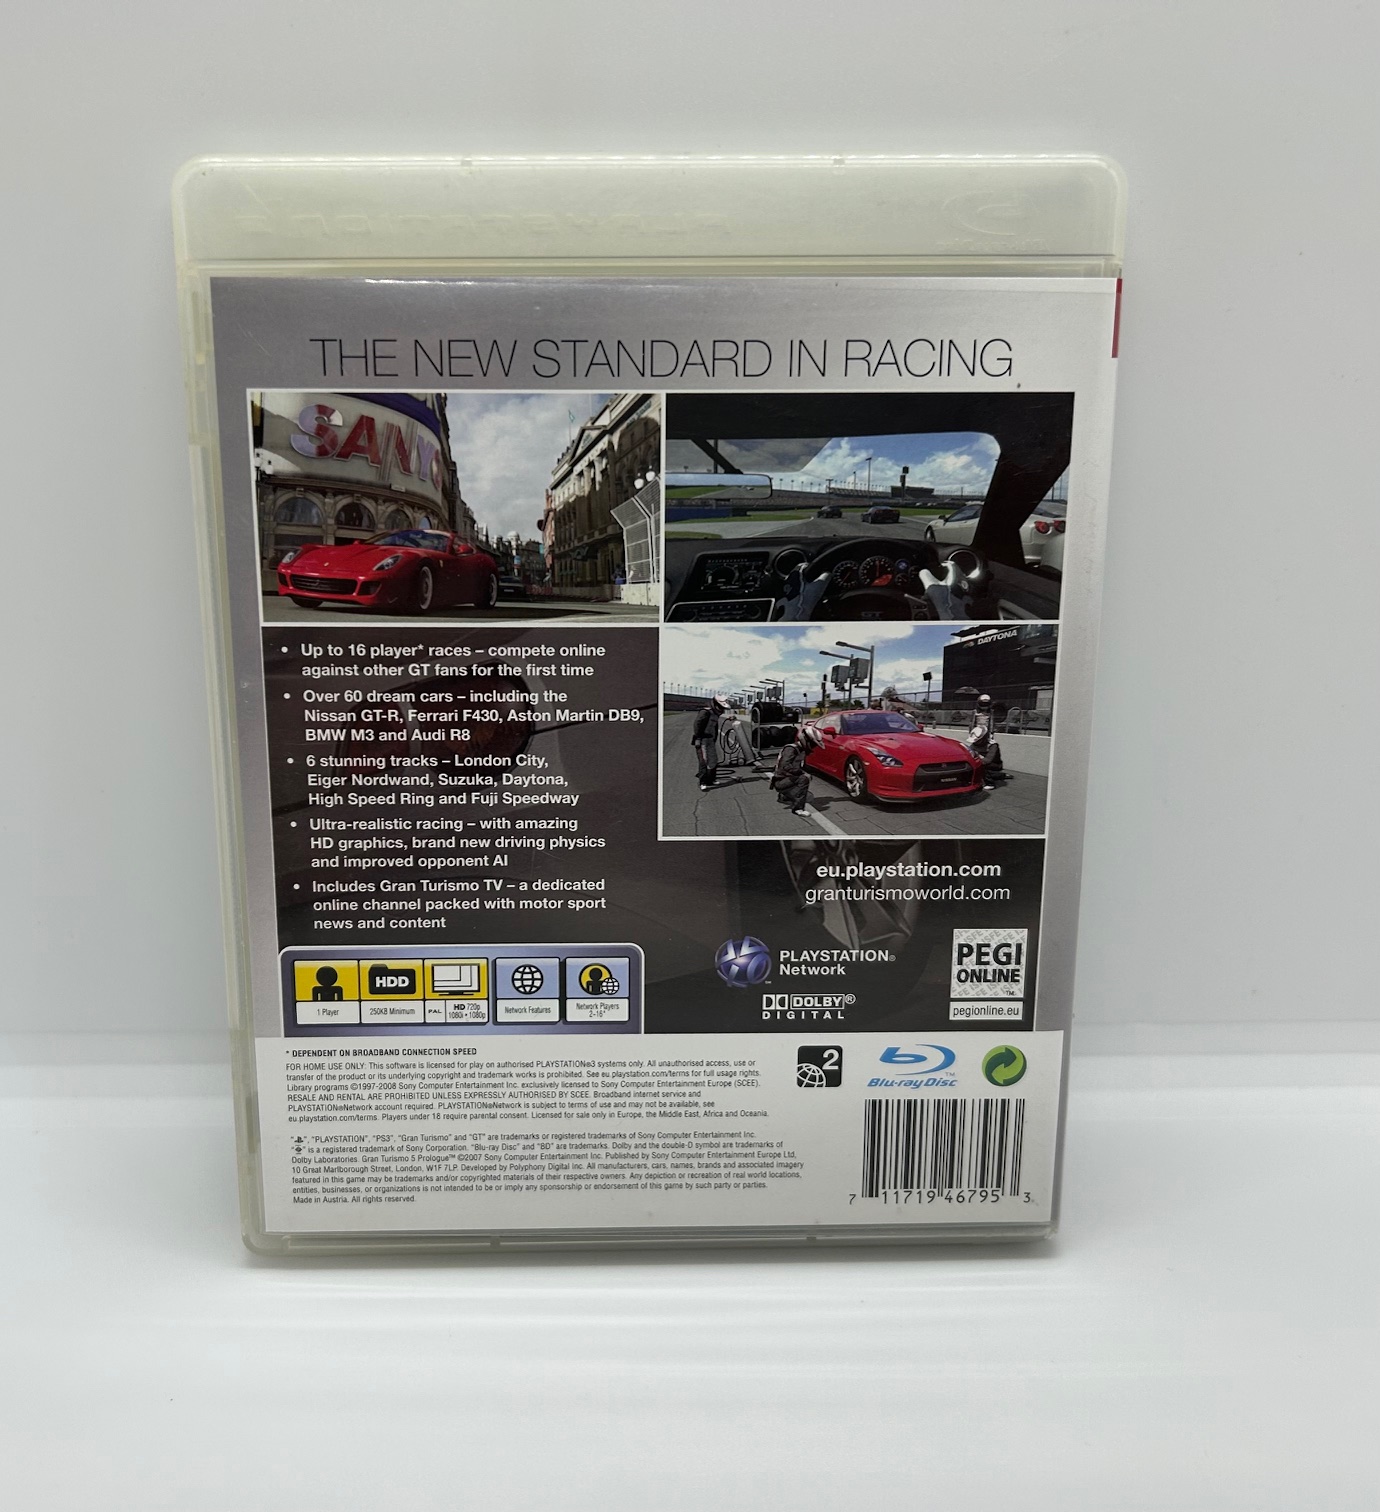 THE NEW STANDARD IN RACING
SANYO
DAYTONA
• Up to 16 player* races – compete online
against other GT fans for the first time
• Over 60 dream cars – including the
Nissan GT-R, Ferrari F430, Aston Martin DB9,
BMW M3 and Audi R8
• 6 stunning tracks – London City,
Eiger Nordwand, Suzuka, Daytona,
High Speed Ring and Fuji Speedway
• Ultra-realistic racing – with amazing
HD graphics, brand new driving physics
and improved opponent AI
• Includes Gran Turismo TV – a dedicated
online channel packed with motor sport
news and content
eu.playstation.com
granturismoworld.com
PLAYSTATION®
Network
DOLBY®
DIGITAL
PEGI
ONLINE
TM
pegionline.eu
HDD
1 Player
250KB Minimum
PAL
HD 720p
1080i • 1080p
Network Features
Network Players
2-16*
* DEPENDENT ON BROADBAND CONNECTION SPEED
FOR HOME USE ONLY: This software is licensed for play on authorised PLAYSTATION®3 systems only. All unauthorised access, use or
transfer of the product or its underlying copyright and trademark works is prohibited. See eu.playstation.com/terms for full usage rights.
Library programs ©1997-2008 Sony Computer Entertainment Inc. exclusively licensed to Sony Computer Entertainment Europe (SCEE).
RESALE AND RENTAL ARE PROHIBITED UNLESS EXPRESSLY AUTHORISED BY SCEE. Broadband internet service and
PLAYSTATION®Network account required. PLAYSTATION®Network is subject to terms of use and may not be available, see
eu.playstation.com/terms. Players under 18 require parental consent. Licensed for sale only in Europe, the Middle East, Africa and Oceania.
2
Blu-ray Disc™
", "PLAYSTATION", "PS3", "Gran Turismo" and "GT" are trademarks or registered trademarks of Sony Computer Entertainment Inc.
" is a registered trademark of Sony Corporation. "Blu-ray Disc" and "BD" are trademarks. Dolby and the double-D symbol are trademarks of
Dolby Laboratories. Gran Turismo 5 Prologue™ ©2007 Sony Computer Entertainment Inc. Published by Sony Computer Entertainment Europe Ltd,
10 Great Marlborough Street, London, W1F 7LP. Developed by Polyphony Digital Inc. All manufacturers, cars, names, brands and associated imagery
featured in this game may be trademarks and/or copyrighted materials of their respective owners. Any depiction or recreation of real world locations,
entities, businesses, or organizations is not intended to be or imply any sponsorship or endorsement of this game by such party or parties.
Made in Austria. All rights reserved.
7 11719 46795 3